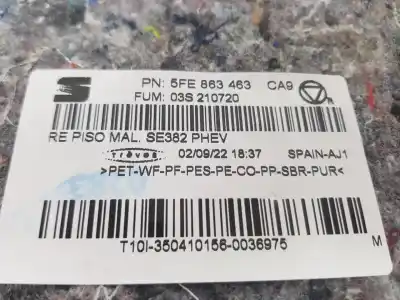 PN: 5FE 863 463 CA9
FUM: 03S 210720
RE PISO MAL. SE382 PHEV
Trèves 02/09/22 18:37 SPAIN-AJ1
>PET-WF-PF-PES-PE-CO-PP-SBR-PUR<
T10I-350410156-0036975 M